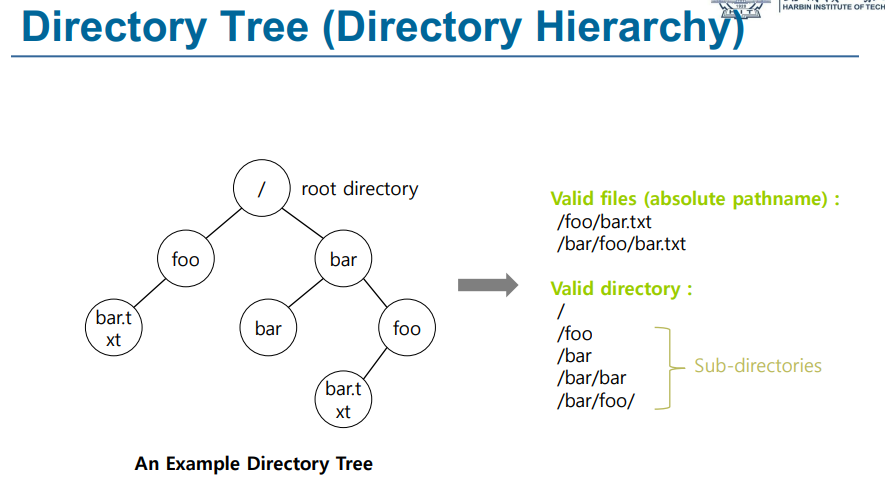 Directory Tree (Directory Hierarchy)
HARBIN INSTITUTE OF TECH
/
root directory
foo
bar
bar.t
xt
bar
foo
bar.t
xt
An Example Directory Tree
Valid files (absolute pathname) :
/foo/bar.txt
/bar/foo/bar.txt
Valid directory :
/
/foo
/bar
/bar/bar
/bar/foo/
Sub-directories